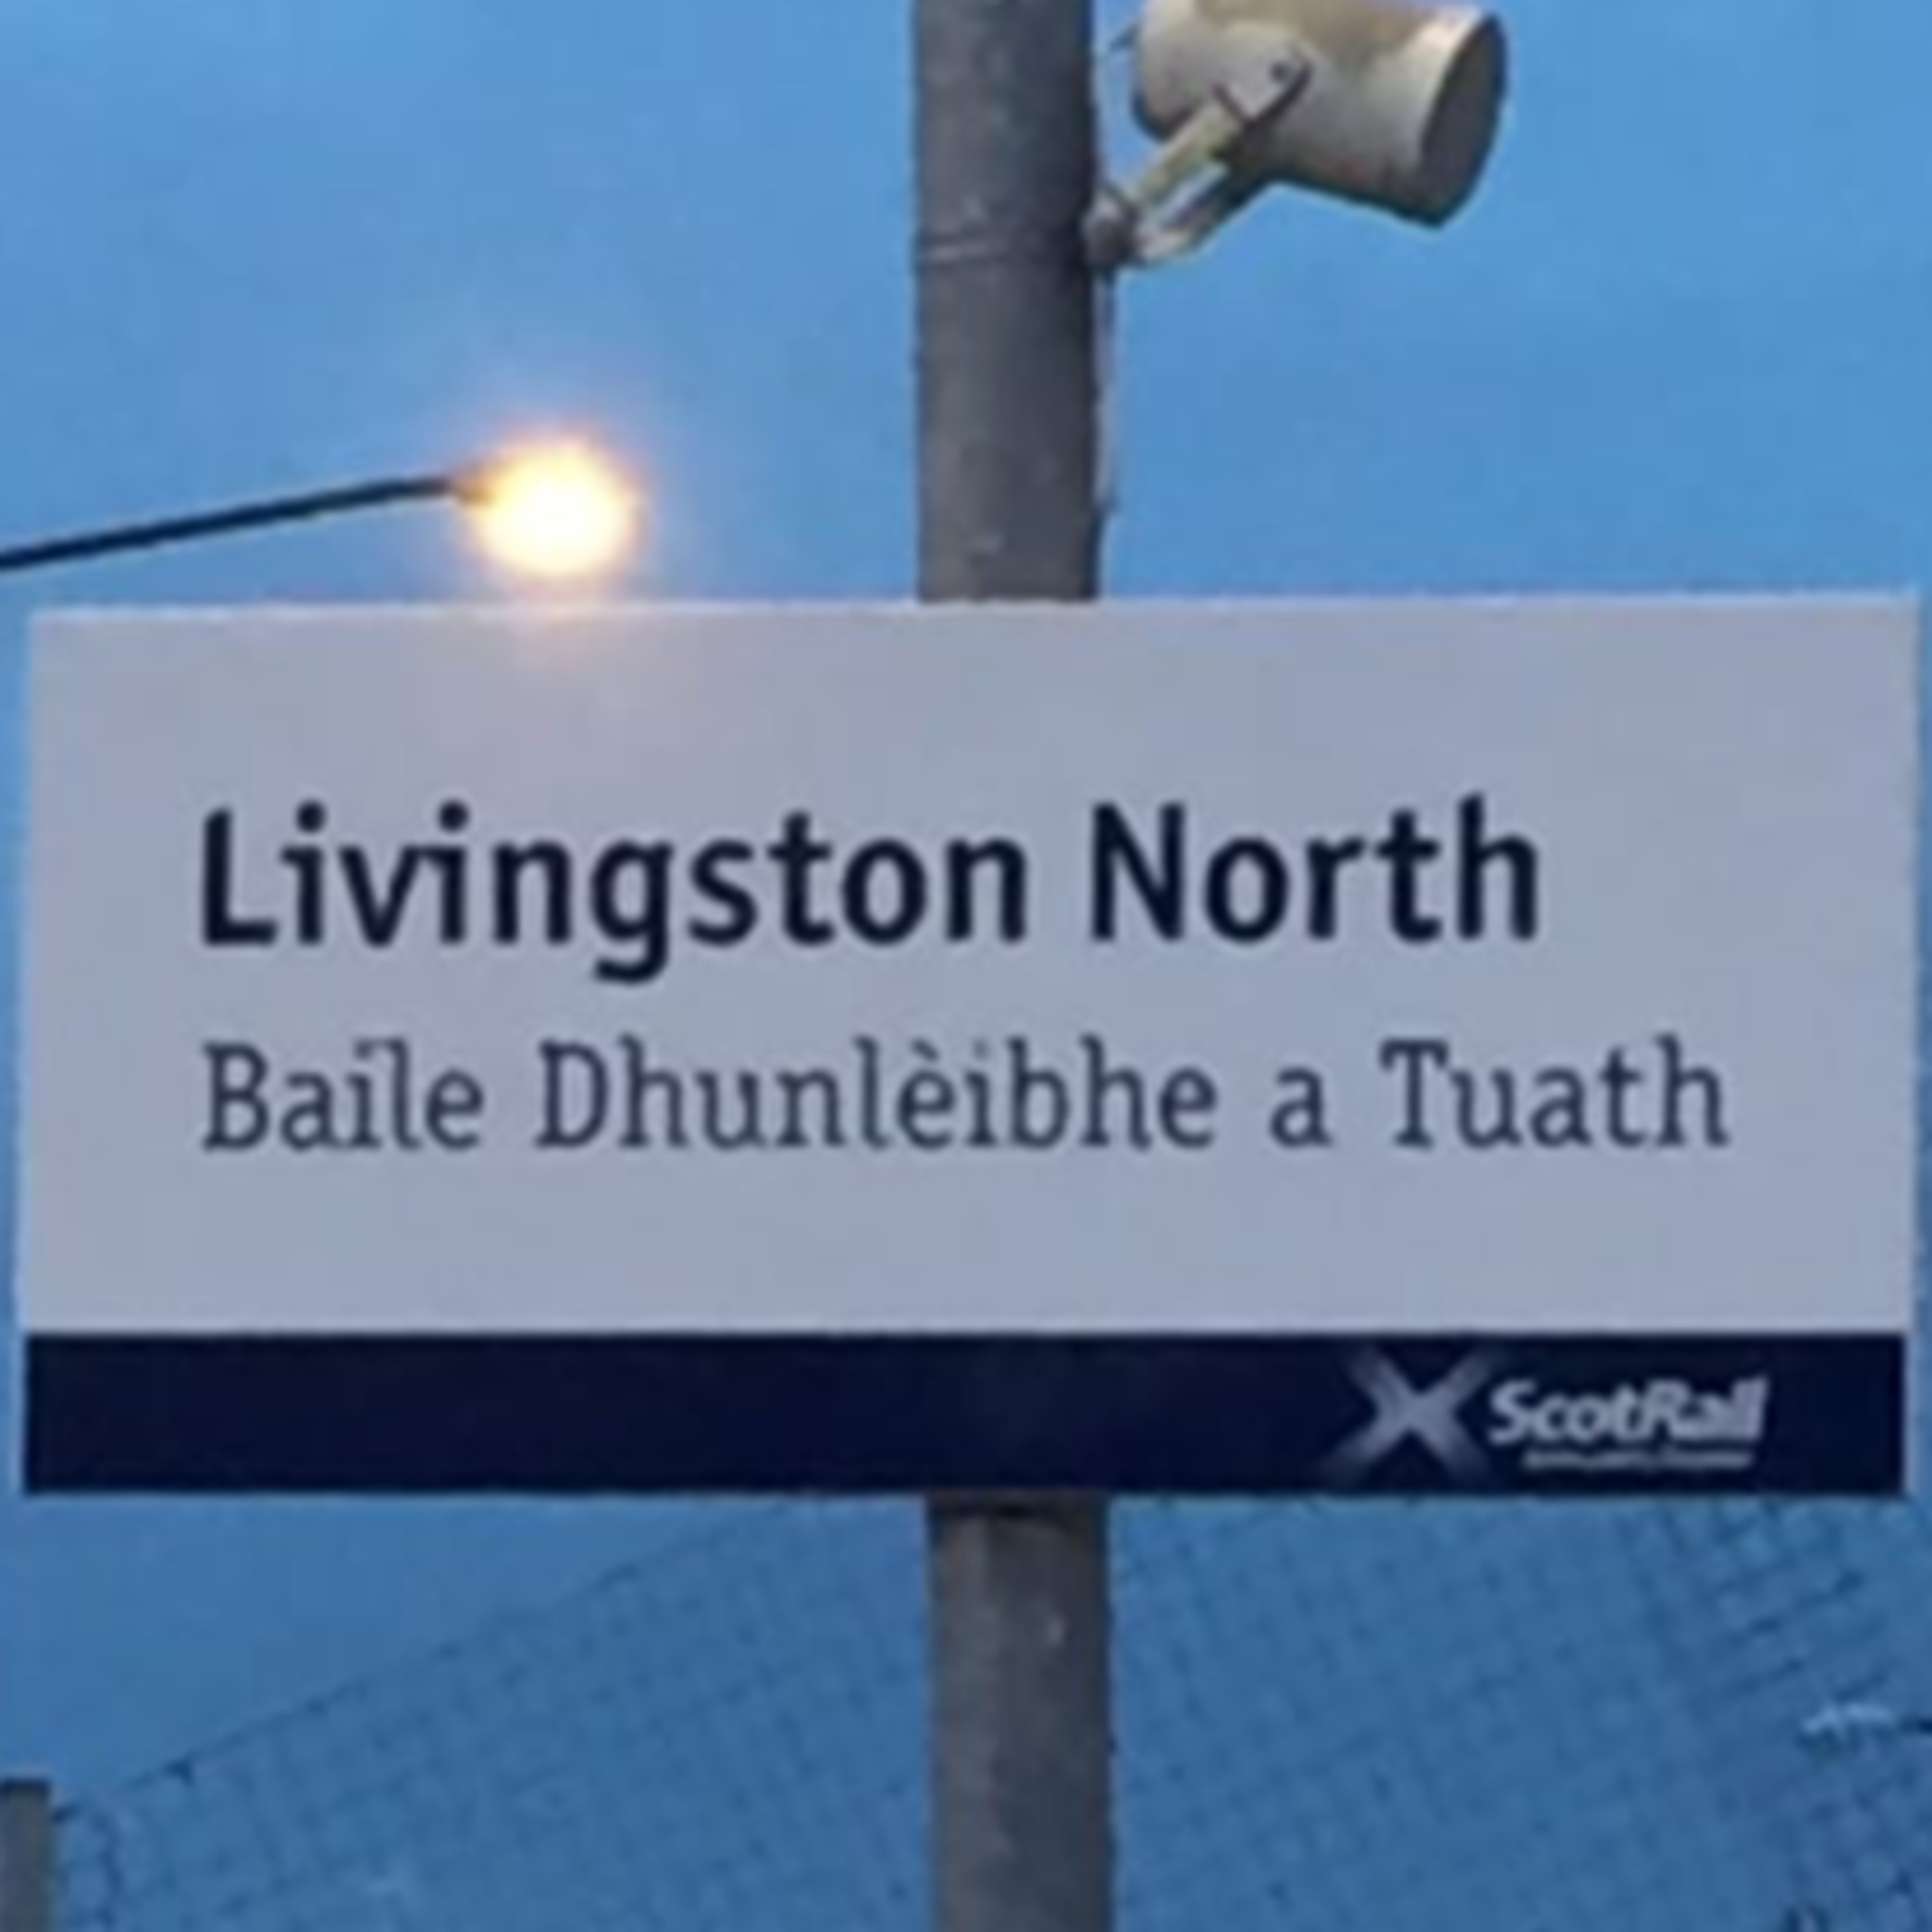 Livingston North
Baile Dhunlèibhe a Tuath
ScotRail